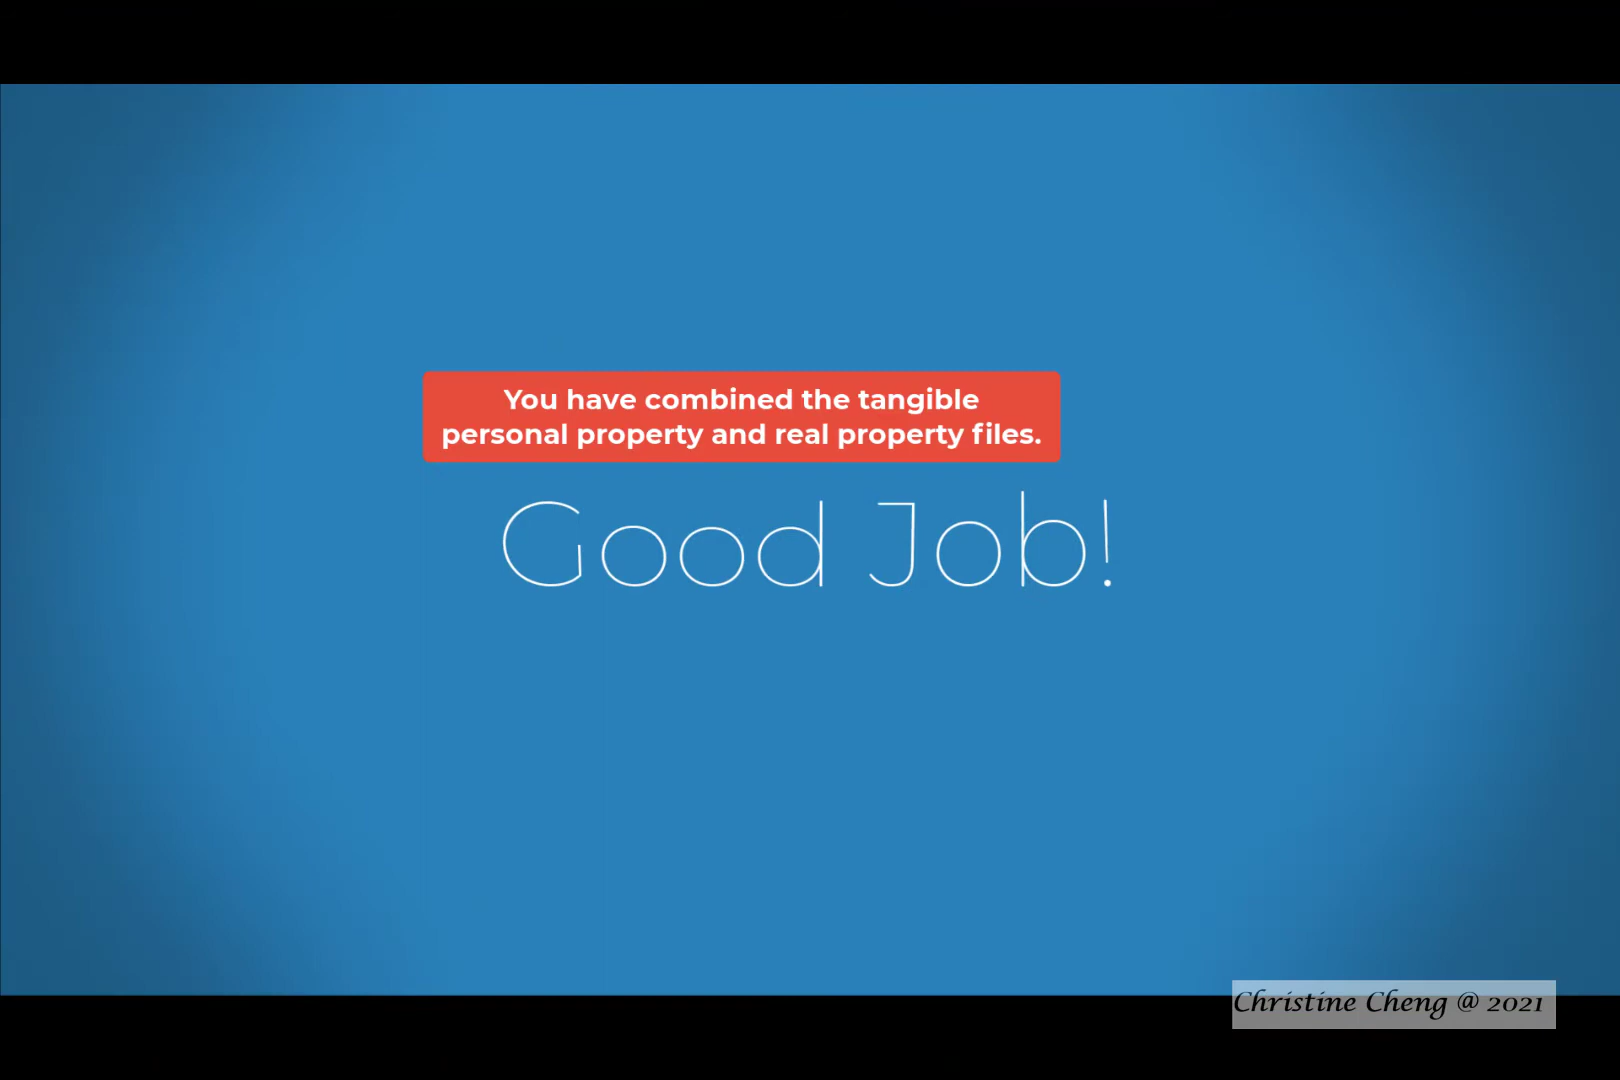 You have combined the tangible
personal property and real property files.
Good Job!
Christine Cheng @ 2021